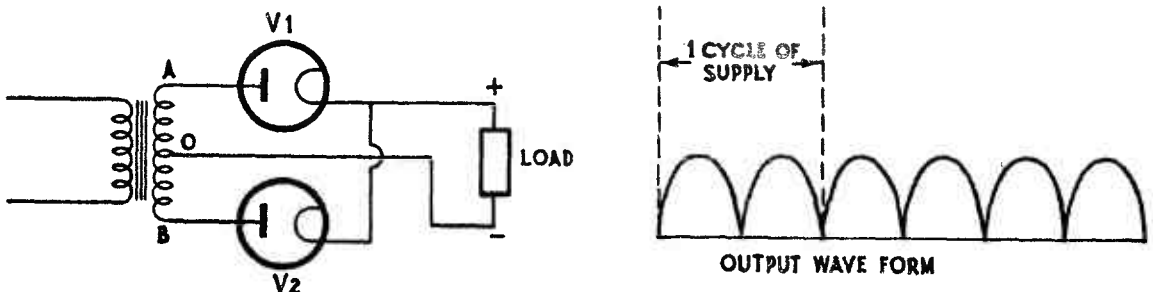 V1
A
O
B
V2
+
LOAD
-
1 CYCLE OF
SUPPLY
OUTPUT WAVE FORM